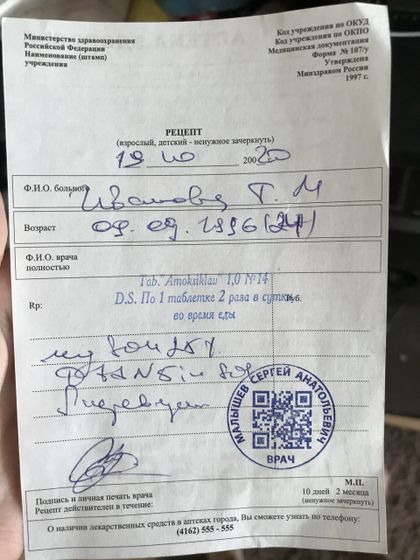 Министерство здравоохранения
Российской Федерации
Наименование (штамп)
учреждения
Код учреждения по ОКУД
Код учреждения по ОКПО
Медицинская документация
Форма № 107/у
Утверждена
Минздравом России
1997 г.
РЕЦЕПТ
(взрослый, детский - ненужное зачеркнуть)
19 10 200 20
Ф.И.О. больного Иванова Т. М
Возраст 09.09.1996 (24)
Ф.И.О. врача
полностью
Tab. "Amoksiklav" 1,0 №14
Rp: D.S. По 1 таблетке 2 раза в сутки
во время еды
МАЛЫШЕВ СЕРГЕЙ АНАТОЛЬЕВИЧ
ВРАЧ
М.П.
Подпись и личная печать врача
Рецепт действителен в течение:
10 дней 2 месяца
(ненужное зачеркнуть)
О наличии лекарственных средств в аптеках города, Вы сможете узнать по телефону:
(4162) 555 - 555